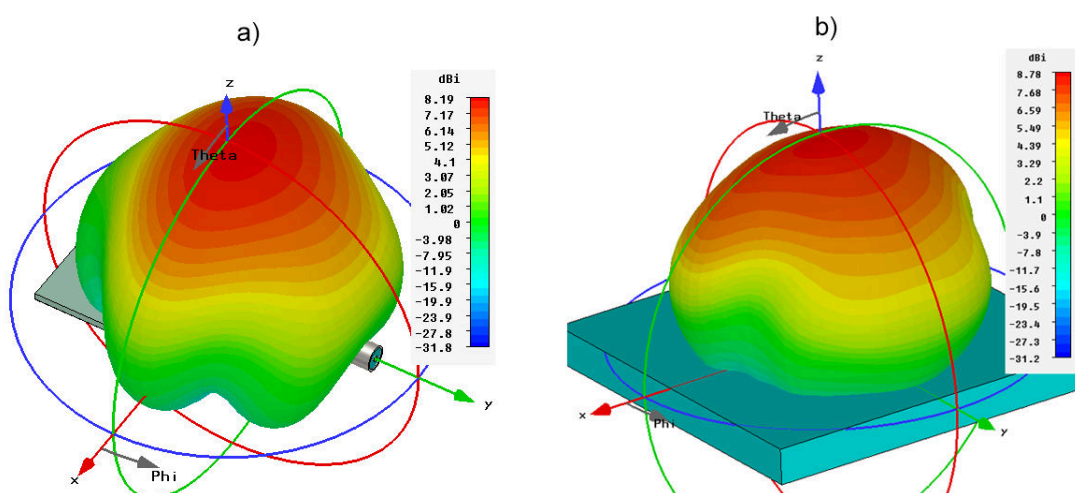 a)
z
Theta
x
Phi
y
dBi
8.19
7.17
6.14
5.12
4.1
3.07
2.05
1.02
0
-3.98
-7.95
-11.9
-15.9
-19.9
-23.9
-27.8
-31.8
b)
z
Theta
x
Phi
y
dBi
8.78
7.68
6.59
5.49
4.39
3.29
2.2
1.1
0
-3.9
-7.8
-11.7
-15.6
-19.5
-23.4
-27.3
-31.2